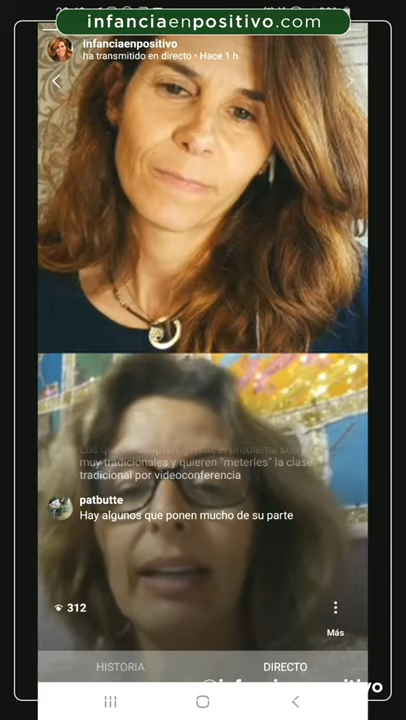 infanciaenpositivo.com
infanciaenpositivo
ha transmitido en directo • Hace 1 h
muy tradicionales y quieren "meterles" la clase
tradicional por videoconferencia
patbutte
Hay algunos que ponen mucho de su parte
312
Más
HISTORIA
DIRECTO